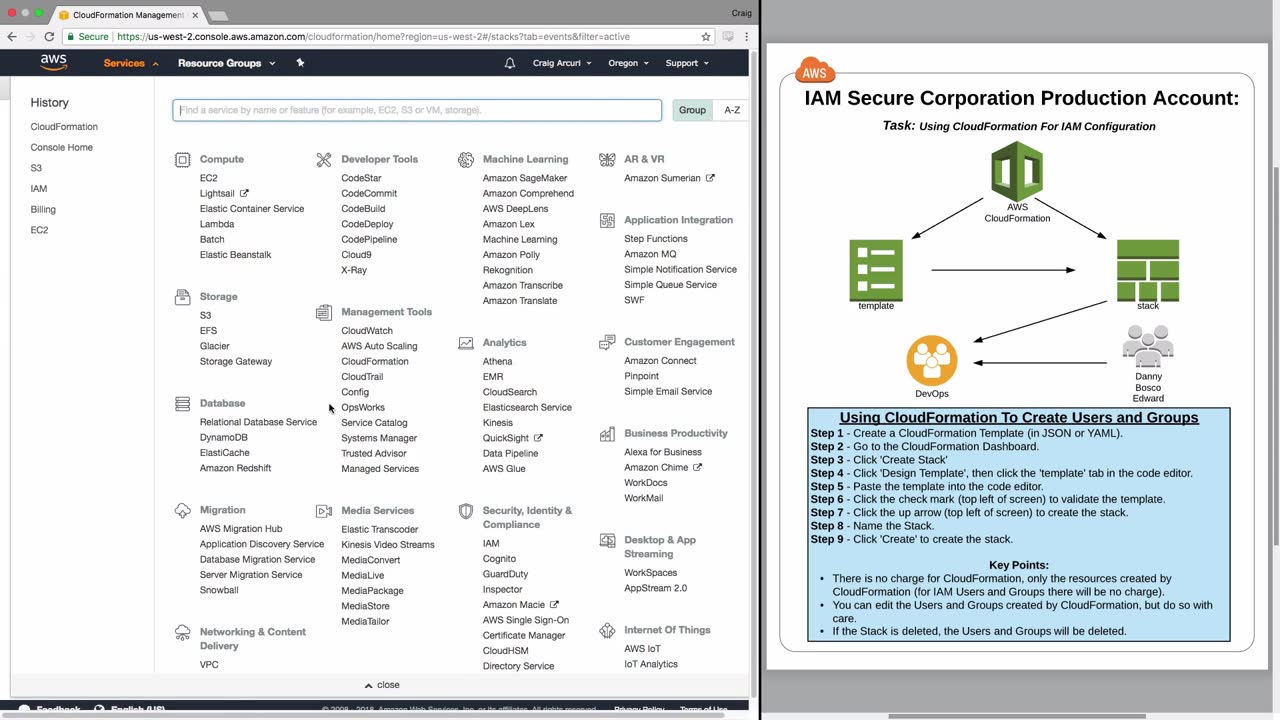 CloudFormation Management
Craig
Secure
https://us-west-2.console.aws.amazon.com/cloudformation/home?region=us-west-2#/stacks?tab=events&filter=active
aws
Services
Resource Groups
Craig Arcuri
Oregon
Support
History
CloudFormation
Console Home
S3
IAM
Billing
EC2
Find a service by name or feature (for example, EC2, S3 or VM, storage).
Group
A-Z
Compute
EC2
Lightsail
Elastic Container Service
Lambda
Batch
Elastic Beanstalk
Storage
S3
EFS
Glacier
Storage Gateway
Database
Relational Database Service
DynamoDB
ElastiCache
Amazon Redshift
Migration
AWS Migration Hub
Application Discovery Service
Database Migration Service
Server Migration Service
Snowball
Networking & Content
Delivery
VPC
Developer Tools
CodeStar
CodeCommit
CodeBuild
CodeDeploy
CodePipeline
Cloud9
X-Ray
Management Tools
CloudWatch
AWS Auto Scaling
CloudFormation
CloudTrail
Config
OpsWorks
Service Catalog
Systems Manager
Trusted Advisor
Managed Services
Media Services
Elastic Transcoder
Kinesis Video Streams
MediaConvert
MediaLive
MediaPackage
MediaStore
MediaTailor
Machine Learning
Amazon SageMaker
Amazon Comprehend
AWS DeepLens
Amazon Lex
Machine Learning
Amazon Polly
Rekognition
Amazon Transcribe
Amazon Translate
Analytics
Athena
EMR
CloudSearch
Elasticsearch Service
Kinesis
QuickSight
Data Pipeline
AWS Glue
Security, Identity &
Compliance
IAM
Cognito
GuardDuty
Inspector
Amazon Macie
AWS Single Sign-On
Certificate Manager
CloudHSM
Directory Service
AR & VR
Amazon Sumerian
Application Integration
Step Functions
Amazon MQ
Simple Notification Service
Simple Queue Service
SWF
Customer Engagement
Amazon Connect
Pinpoint
Simple Email Service
Business Productivity
Alexa for Business
Amazon Chime
WorkDocs
WorkMail
Desktop & App
Streaming
WorkSpaces
AppStream 2.0
Internet Of Things
AWS IoT
IoT Analytics
close
Feedback
English (US)
© 2008 - 2018, Amazon Web Services, Inc. or its affiliates. All rights reserved.
Privacy Policy
Terms of Use
AWS
IAM Secure Corporation Production Account:
Task: Using CloudFormation For IAM Configuration
AWS
CloudFormation
template
stack
DevOps
Danny
Bosco
Edward
Using CloudFormation To Create Users and Groups
Step 1 - Create a CloudFormation Template (in JSON or YAML).
Step 2 - Go to the CloudFormation Dashboard.
Step 3 - Click 'Create Stack'
Step 4 - Click 'Design Template', then click the 'template' tab in the code editor.
Step 5 - Paste the template into the code editor.
Step 6 - Click the check mark (top left of screen) to validate the template.
Step 7 - Click the up arrow (top left of screen) to create the stack.
Step 8 - Name the Stack.
Step 9 - Click 'Create' to create the stack.
Key Points:
• There is no charge for CloudFormation, only the resources created by
CloudFormation (for IAM Users and Groups there will be no charge).
• You can edit the Users and Groups created by CloudFormation, but do so with
care.
• If the Stack is deleted, the Users and Groups will be deleted.